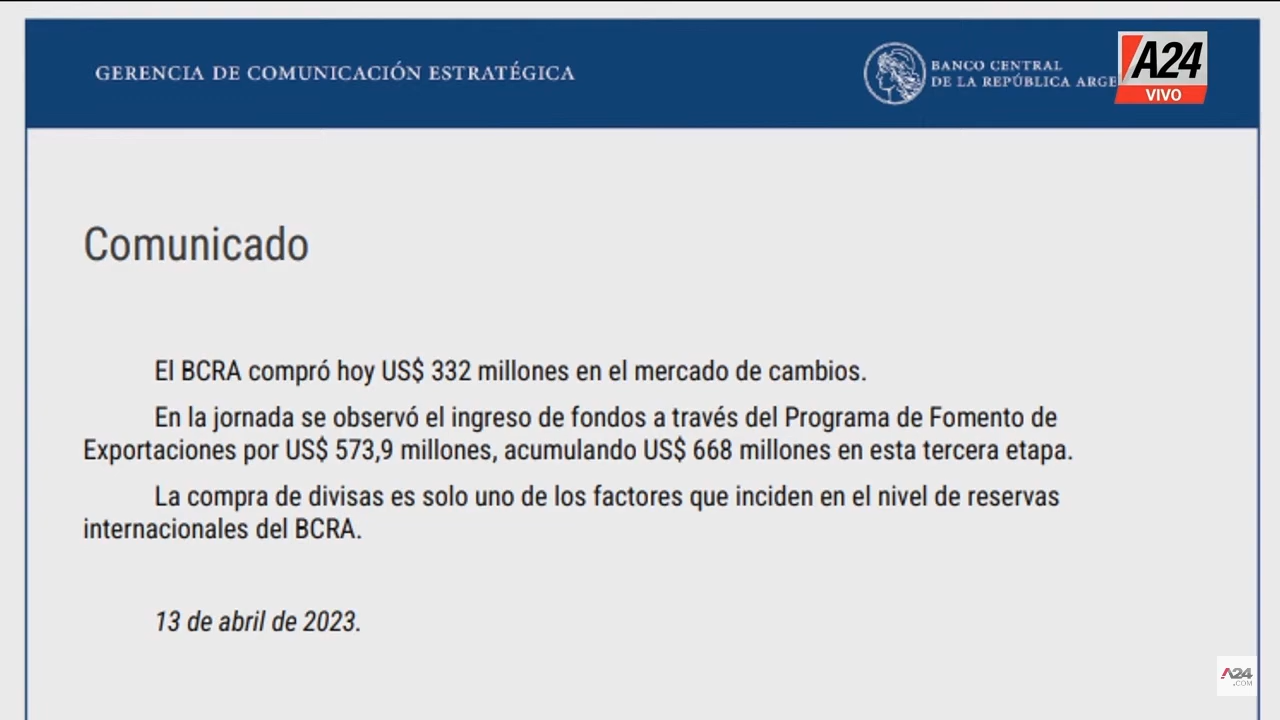 GERENCIA DE COMUNICACIÓN ESTRATÉGICA
BANCO CENTRAL
DE LA REPÚBLICA ARGE
A24
VIVO
Comunicado
El BCRA compró hoy US$ 332 millones en el mercado de cambios.
En la jornada se observó el ingreso de fondos a través del Programa de Fomento de
Exportaciones por US$ 573,9 millones, acumulando US$ 668 millones en esta tercera etapa.
La compra de divisas es solo uno de los factores que inciden en el nivel de reservas
internacionales del BCRA.
13 de abril de 2023.
A24
.COM